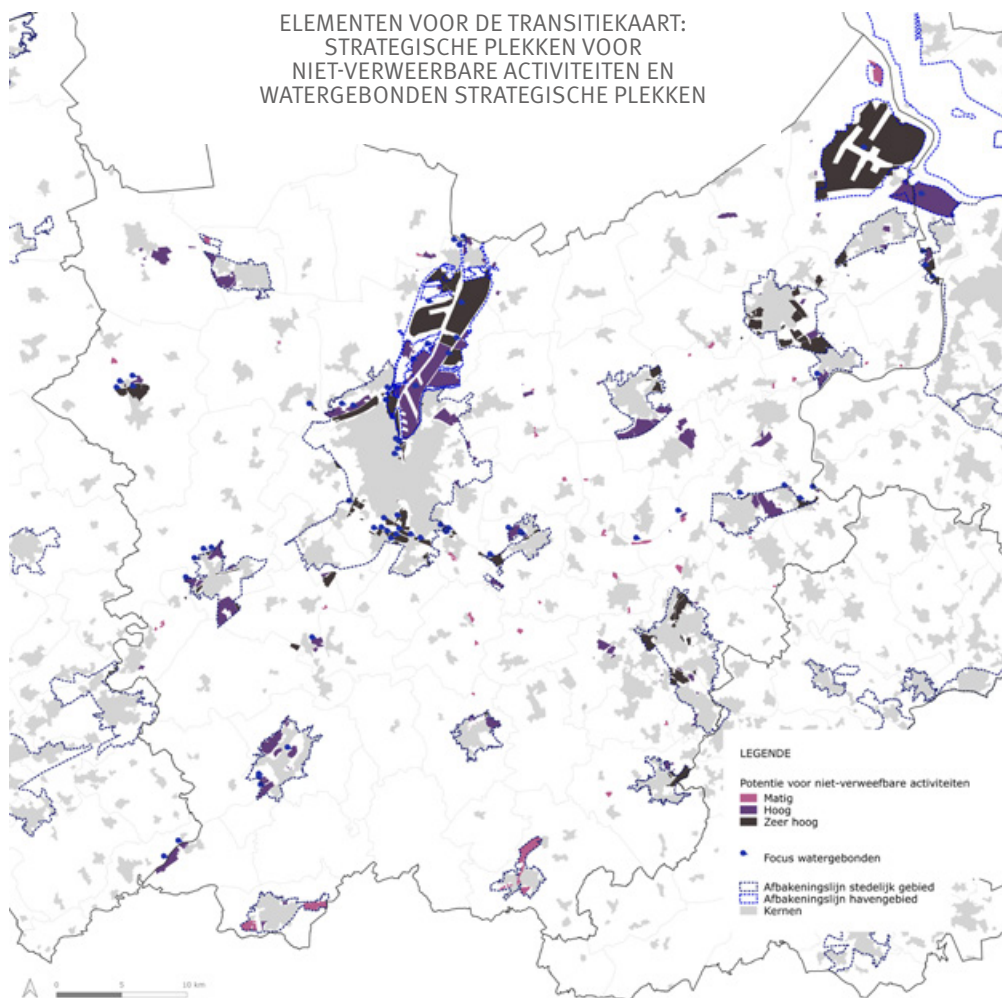 ELEMENTEN VOOR DE TRANSITIEKAART:
STRATEGISCHE PLEKKEN VOOR
NIET-VERWEERBARE ACTIVITEITEN EN
WATERGEBONDEN STRATEGISCHE PLEKKEN
LEGENDE
Potentie voor niet-verweefbare activiteiten
Matig
Hoog
Zeer hoog
Focus watergebonden
Afbakeningslijn stedelijk gebied
Afbakeningslijn havengebied
Kernen
0 5 10 km